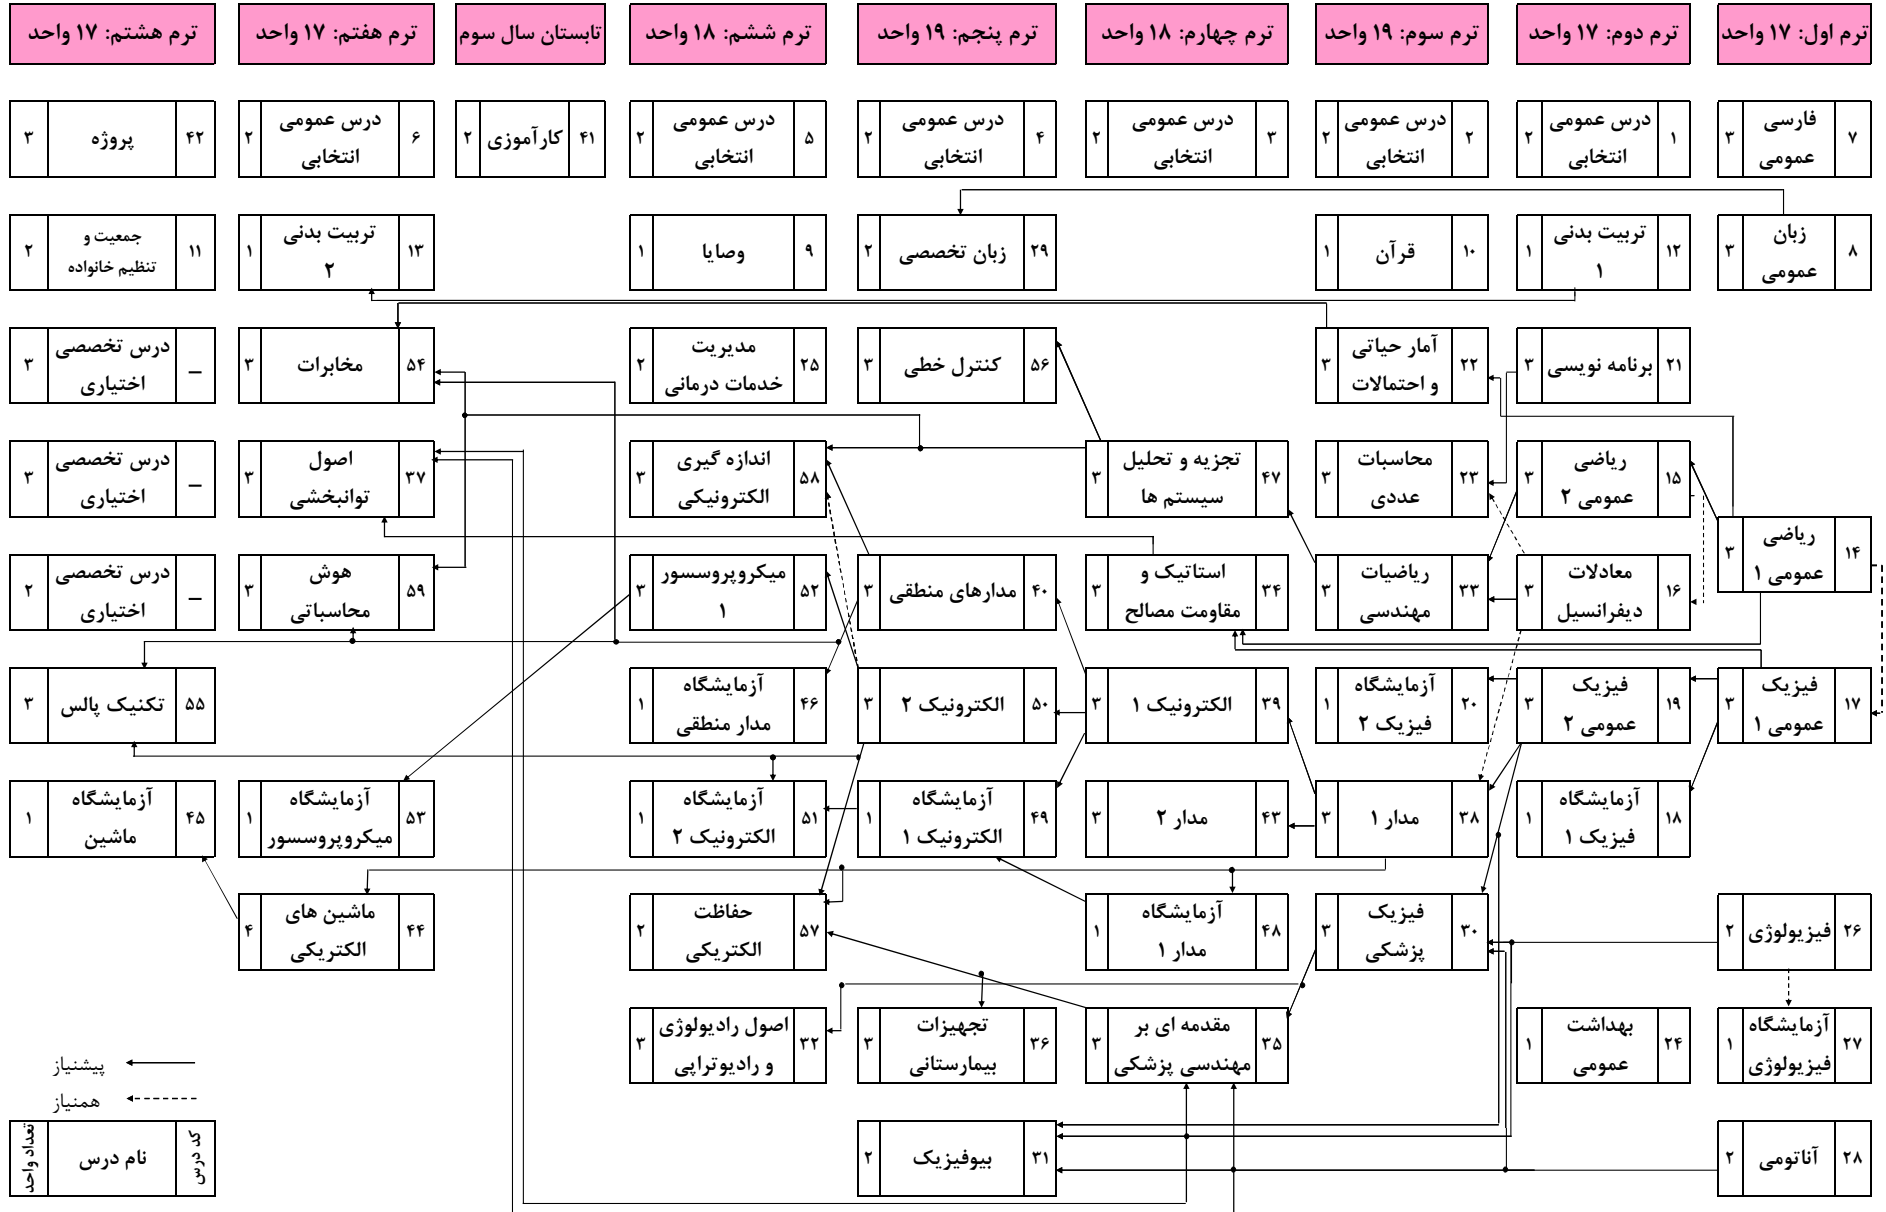 ترم اول: ۱۷ واحد
ترم دوم: ۱۷ واحد
ترم سوم: ۱۹ واحد
ترم چهارم: ۱۸ واحد
ترم پنجم: ۱۹ واحد
ترم ششم: ۱۸ واحد
تابستان سال سوم
ترم هفتم: ۱۷ واحد
ترم هشتم: ۱۷ واحد
۷ فارسی ۳
عمومی
۱ درس عمومی ۲
انتخابی
۲ درس عمومی ۲
انتخابی
۳ درس عمومی ۲
انتخابی
۴ درس عمومی ۲
انتخابی
۵ درس عمومی ۲
انتخابی
۴۱ کارآموزی ۲
۶ درس عمومی ۲
انتخابی
۴۲ پروژه ۳
۸ زبان ۳
عمومی
۱۲ تربیت بدنی ۱
۱
۱۰ قرآن ۱
۲۹ زبان تخصصی ۲
۹ وصایا ۱
۱۳ تربیت بدنی ۱
۲
۱۱ جمعیت و ۲
تنظیم خانواده
۲۱ برنامه نویسی ۳
۲۲ آمار حیاتی ۳
و احتمالات
۵۶ کنترل خطی ۳
۲۵ مدیریت ۲
خدمات درمانی
۵۴ مخابرات ۳
_ درس تخصصی ۳
اختیاری
۱۵ ریاضی ۳
عمومی ۲
۲۳ محاسبات ۳
عددی
۴۷ تجزیه و تحلیل ۳
سیستم ها
۵۸ اندازه گیری ۳
الکترونیکی
۳۷ اصول ۳
توانبخشی
_ درس تخصصی ۳
اختیاری
۱۴ ریاضی ۳
عمومی ۱
۱۶ معادلات ۳
دیفرانسیل
۳۳ ریاضیات ۳
مهندسی
۳۴ استاتیک و ۳
مقاومت مصالح
۴۰ مدارهای منطقی ۳
۵۲ میکروپروسسور ۳
۱
۵۹ هوش ۳
محاسباتی
_ درس تخصصی ۲
اختیاری
۱۷ فیزیک ۳
عمومی ۱
۱۹ فیزیک ۳
عمومی ۲
۲۰ آزمایشگاه ۱
فیزیک ۲
۳۹ الکترونیک ۱ ۳
۵۰ الکترونیک ۲ ۳
۴۶ آزمایشگاه ۱
مدار منطقی
۵۵ تکنیک پالس ۳
۱۸ آزمایشگاه ۱
فیزیک ۱
۳۸ مدار ۱ ۳
۴۳ مدار ۲ ۳
۴۹ آزمایشگاه ۱
الکترونیک ۱
۵۱ آزمایشگاه ۱
الکترونیک ۲
۵۳ آزمایشگاه ۱
میکروپروسسور
۴۵ آزمایشگاه ۱
ماشین
۲۶ فیزیولوژی ۲
۳۰ فیزیک ۳
پزشکی
۴۸ آزمایشگاه ۱
مدار ۱
۵۷ حفاظت ۲
الکتریکی
۴۴ ماشین های ۴
الکتریکی
۲۷ آزمایشگاه ۱
فیزیولوژی
۲۴ بهداشت ۱
عمومی
۳۵ مقدمه ای بر ۳
مهندسی پزشکی
۳۶ تجهیزات ۳
بیمارستانی
۳۲ اصول رادیولوژی ۳
و رادیوتراپی
پیشنیاز
همنیاز
۲۸ آناتومی ۲
۳۱ بیوفیزیک ۲
کد درس
نام درس
تعداد واحد